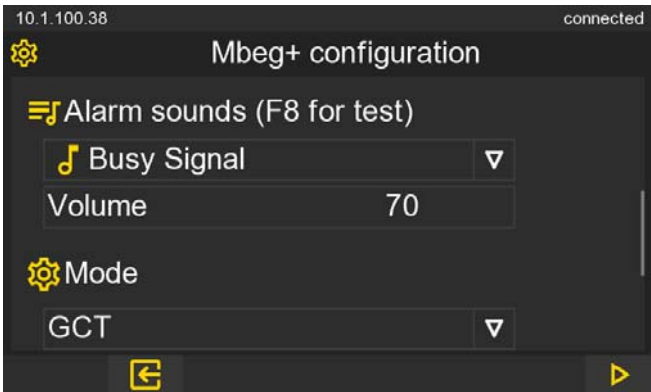 10.1.100.38 connected
Mbeg+ configuration
Alarm sounds (F8 for test)
Busy Signal
Volume 70
Mode
GCT